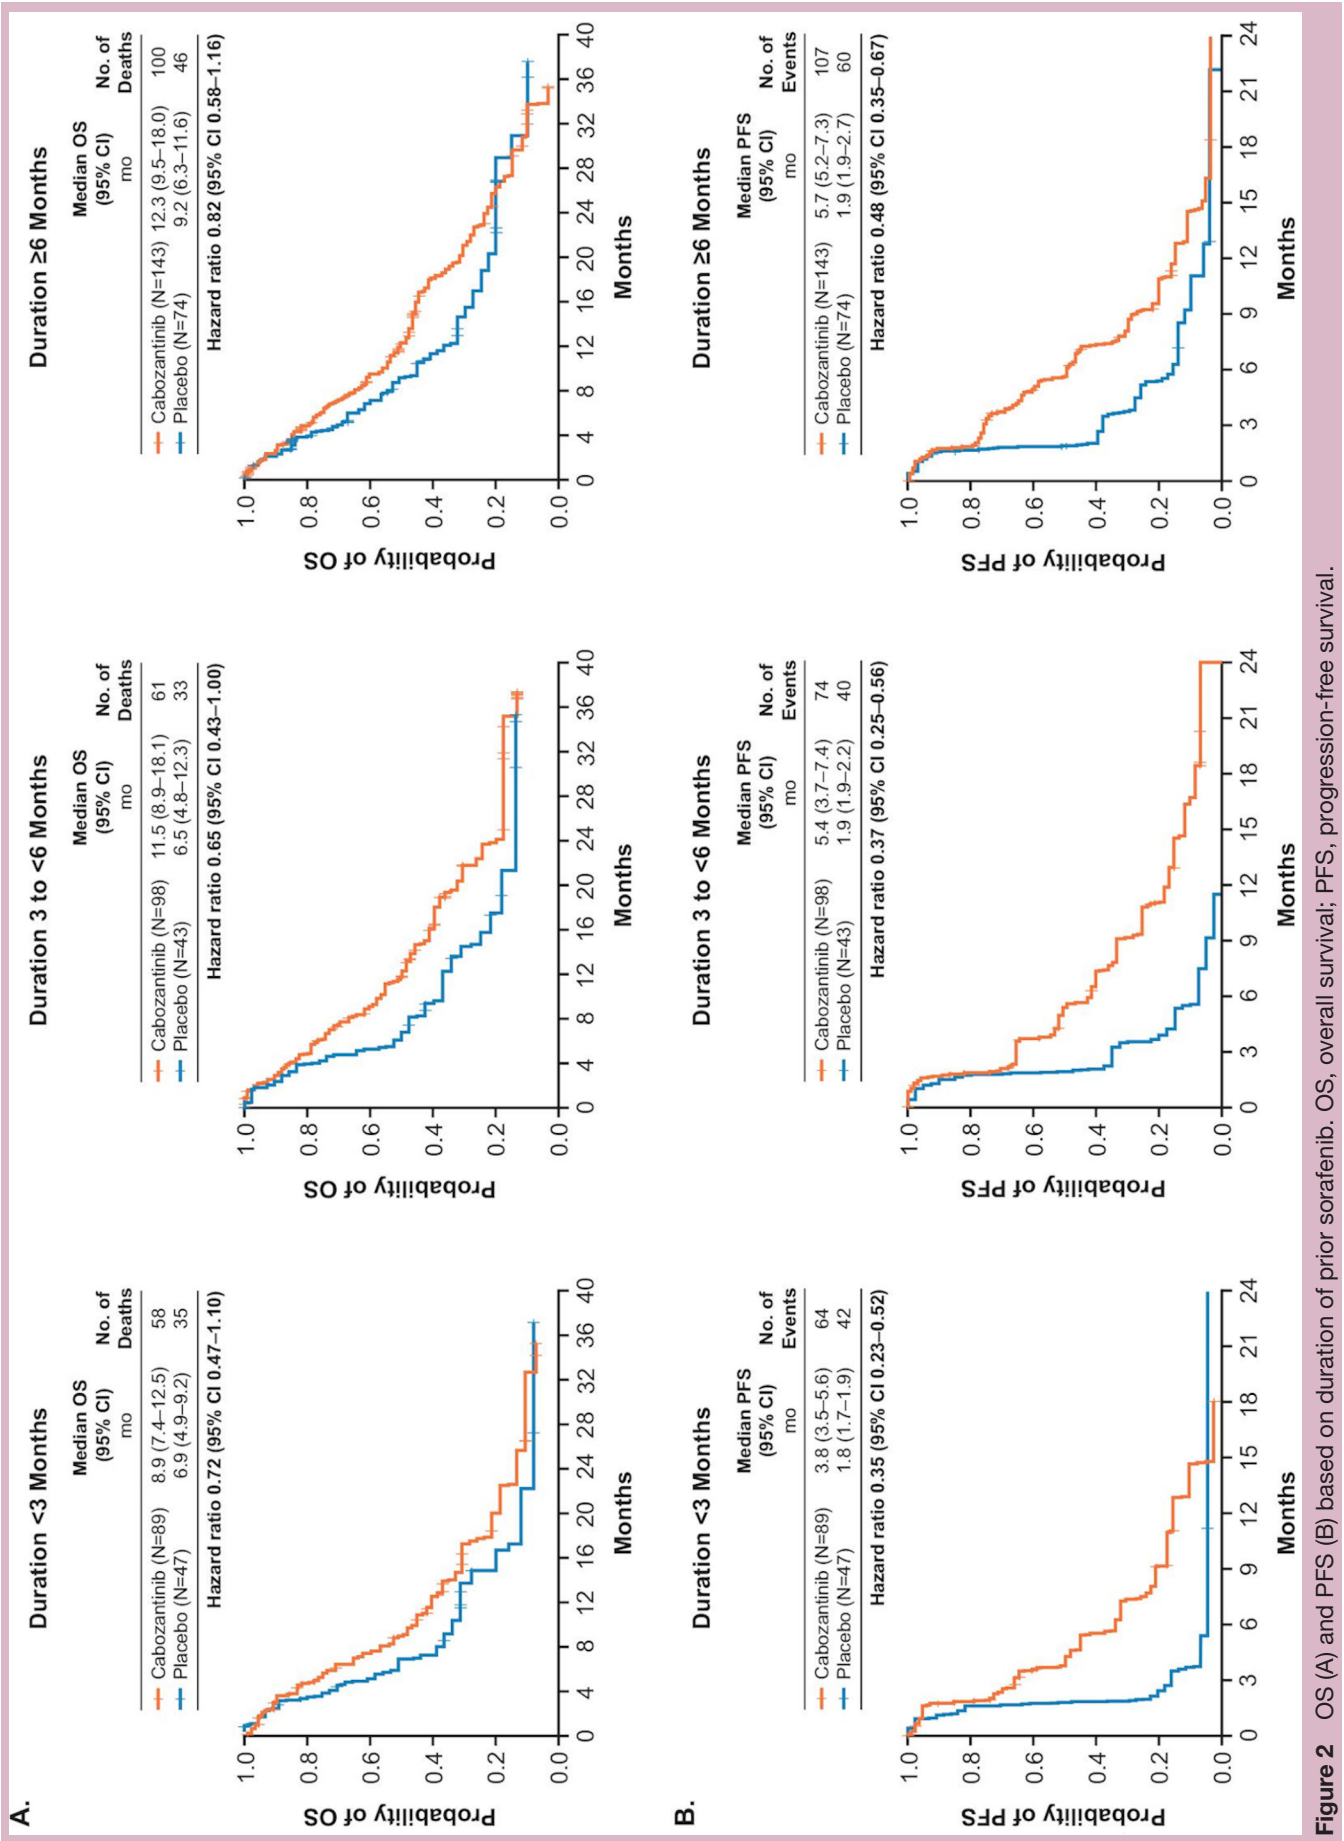 A.
Duration <3 Months
Median OS No. of
(95% CI) Deaths
mo
Cabozantinib (N=89) 8.9 (7.4–12.5) 58
Placebo (N=47) 6.9 (4.9–9.2) 35
Hazard ratio 0.72 (95% CI 0.47–1.10)
Probability of OS
1.0
0.8
0.6
0.4
0.2
0.0
0 4 8 12 16 20 24 28 32 36 40
Months
Duration 3 to <6 Months
Median OS No. of
(95% CI) Deaths
mo
Cabozantinib (N=98) 11.5 (8.9–18.1) 61
Placebo (N=43) 6.5 (4.8–12.3) 33
Hazard ratio 0.65 (95% CI 0.43–1.00)
Probability of OS
1.0
0.8
0.6
0.4
0.2
0.0
0 4 8 12 16 20 24 28 32 36 40
Months
Duration ≥6 Months
Median OS No. of
(95% CI) Deaths
mo
Cabozantinib (N=143) 12.3 (9.5–18.0) 100
Placebo (N=74) 9.2 (6.3–11.6) 46
Hazard ratio 0.82 (95% CI 0.58–1.16)
Probability of OS
1.0
0.8
0.6
0.4
0.2
0.0
0 4 8 12 16 20 24 28 32 36 40
Months
B.
Duration <3 Months
Median PFS No. of
(95% CI) Events
mo
Cabozantinib (N=89) 3.8 (3.5–5.6) 64
Placebo (N=47) 1.8 (1.7–1.9) 42
Hazard ratio 0.35 (95% CI 0.23–0.52)
Probability of PFS
1.0
0.8
0.6
0.4
0.2
0.0
0 3 6 9 12 15 18 21 24
Months
Duration 3 to <6 Months
Median PFS No. of
(95% CI) Events
mo
Cabozantinib (N=98) 5.4 (3.7–7.4) 74
Placebo (N=43) 1.9 (1.9–2.2) 40
Hazard ratio 0.37 (95% CI 0.25–0.56)
Probability of PFS
1.0
0.8
0.6
0.4
0.2
0.0
0 3 6 9 12 15 18 21 24
Months
Duration ≥6 Months
Median PFS No. of
(95% CI) Events
mo
Cabozantinib (N=143) 5.7 (5.2–7.3) 107
Placebo (N=74) 1.9 (1.9–2.7) 60
Hazard ratio 0.48 (95% CI 0.35–0.67)
Probability of PFS
1.0
0.8
0.6
0.4
0.2
0.0
0 3 6 9 12 15 18 21 24
Months
Figure 2 OS (A) and PFS (B) based on duration of prior sorafenib. OS, overall survival; PFS, progression-free survival.